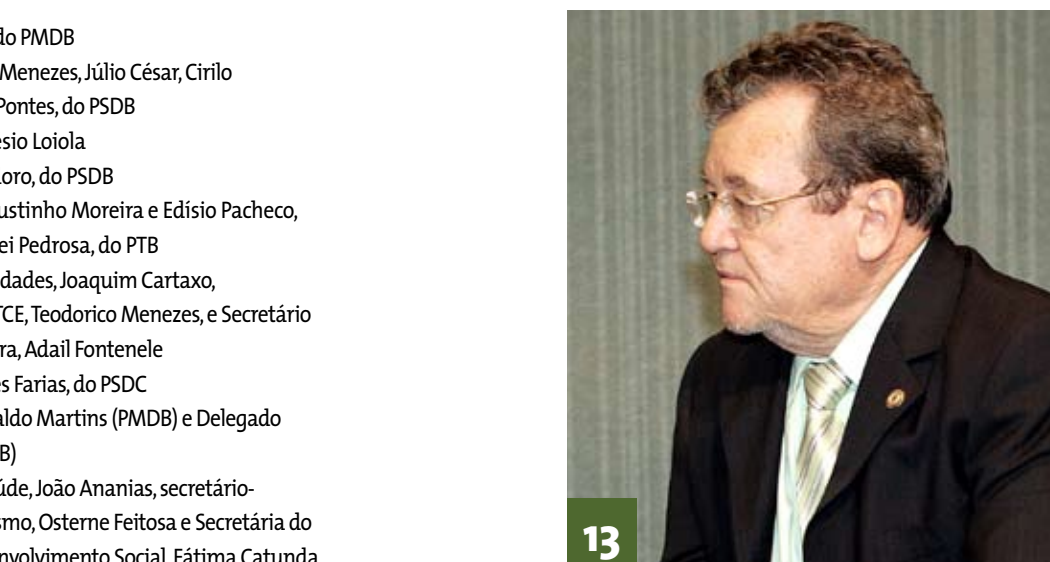 do PMDB
Menezes, Júlio César, Cirilo
Pontes, do PSDB
ésio Loiola
oro, do PSDB
ustinho Moreira e Edísio Pacheco,
ei Pedrosa, do PTB
dades, Joaquim Cartaxo,
TCE, Teodorico Menezes, e Secretário
ra, Adail Fontenele
es Farias, do PSDC
aldo Martins (PMDB) e Delegado
B)
úde, João Ananias, secretário-
smo, Osterne Feitosa e Secretária do
nvolvimento Social, Fátima Catunda
13